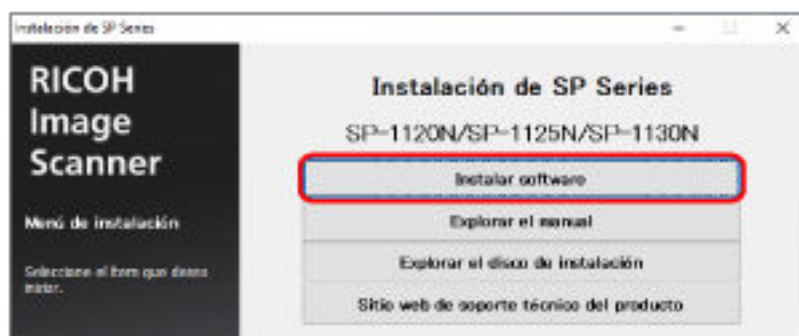 Instalación de SP Series
RICOH
Image
Scanner
Menú de instalación
Seleccione el ítem que desea
iniciar.
Instalación de SP Series
SP-1120N/SP-1125N/SP-1130N
Instalar software
Explorar el manual
Explorar el disco de instalación
Sitio web de soporte técnico del producto